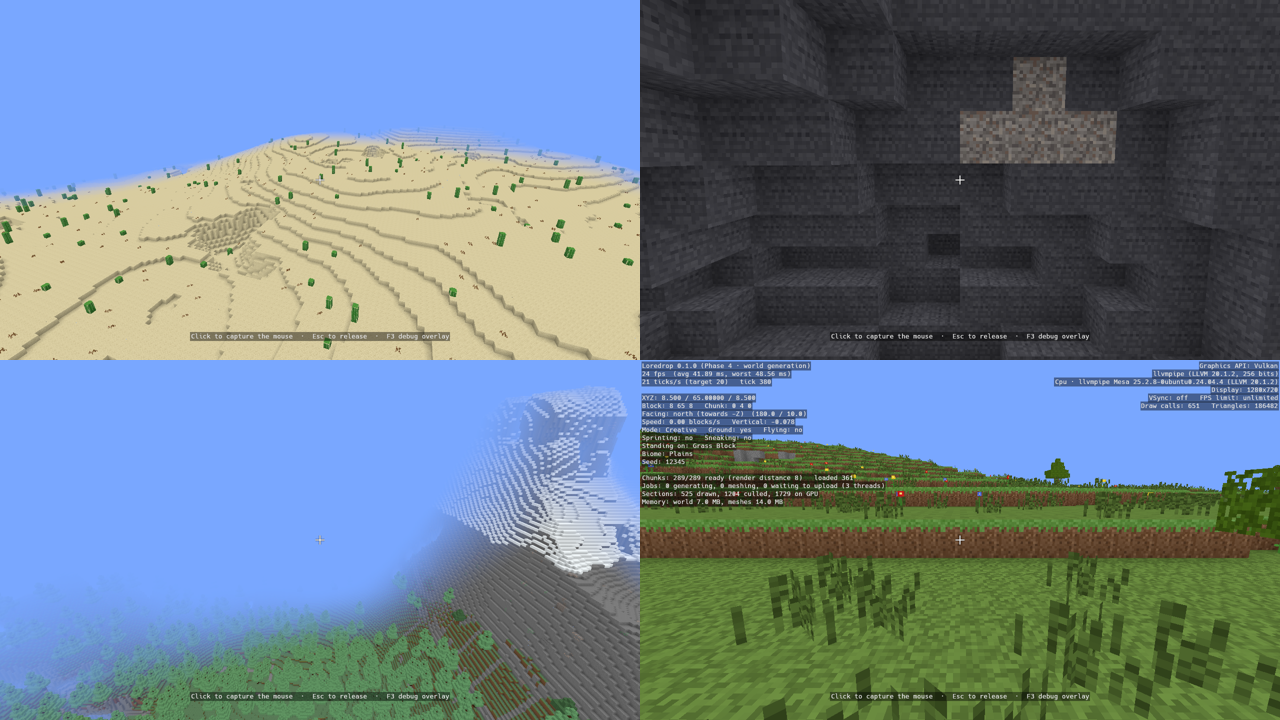 Click to capture the mouse · Esc to release · F3 debug overlay
Click to capture the mouse · Esc to release · F3 debug overlay
Click to capture the mouse · Esc to release · F3 debug overlay
Loredrop 0.1.0 (Phase 4 · world generation)
24 fps (avg 41.89 ms, worst 48.56 ms)
21 ticks/s (target 20) tick 380
XYZ: 8.500 / 65.00000 / 8.500
Block: 8 65 8 Chunk: 0 4 0
Facing: north (towards -Z) (180.0 / 10.0)
Speed: 0.00 blocks/s Vertical: -0.078
Mode: Creative Ground: yes Flying: no
Sprinting: no Sneaking: no
Standing on: Grass Block
Biome: Plains
Seed: 12345
Chunks: 289/289 ready (render distance 8) loaded 361
Jobs: 0 generating, 0 meshing, 0 waiting to upload (3 threads)
Sections: 525 drawn, 1204 culled, 1729 on GPU
Memory: world 7.0 MB, meshes 14.0 MB
Graphics API: Vulkan
llvmpipe (LLVM 20.1.2, 256 bits)
Cpu · llvmpipe Mesa 25.2.8-0ubuntu0.24.04.4 (LLVM 20.1.2)
Display: 1280x720
VSync: off FPS limit: unlimited
Draw calls: 651 Triangles: 186482
Click to capture the mouse · Esc to release · F3 debug overlay